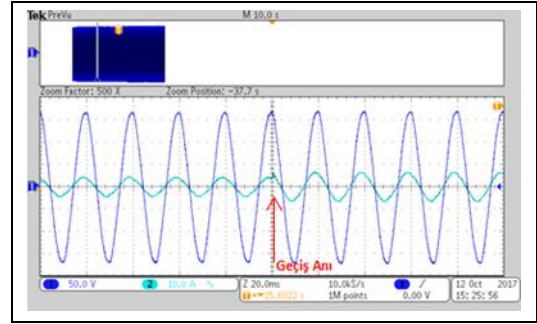 Tek PreVu M 10.0 s
Zoom Factor: 500 X Zoom Position: -37.7 s
Geçiş Anı
1 50.0 V 2 10.0 A Z 20.0ms 10.0kS/s 1 / 12 Oct 2017
1M points 0.00 V 15: 25: 56